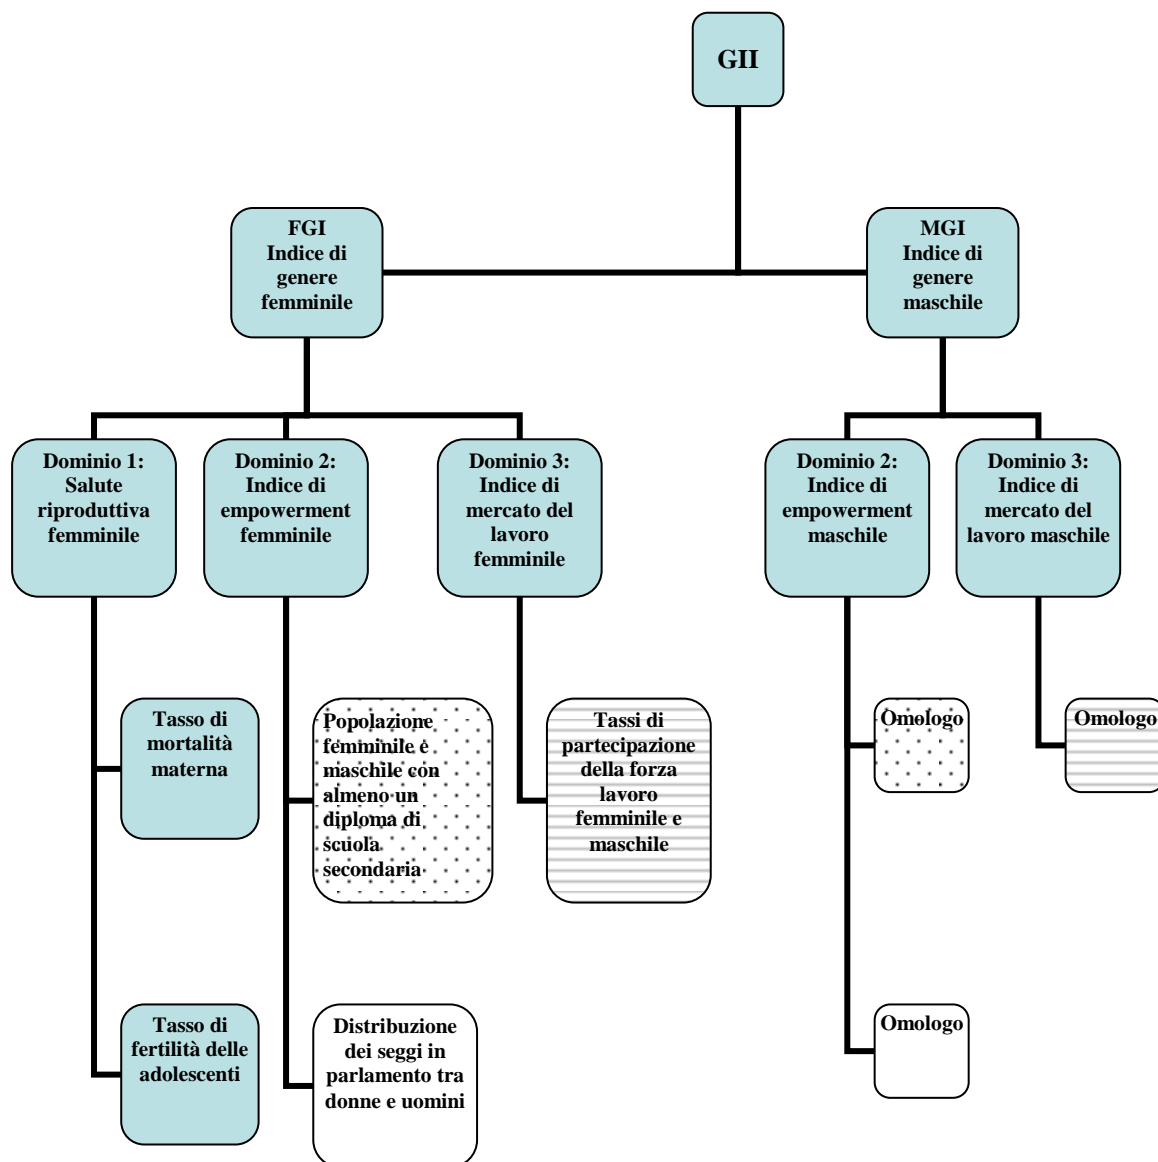 GII
FGI
Indice di
genere
femminile
MGI
Indice di
genere
maschile
Dominio 1:
Salute
riproduttiva
femminile
Dominio 2:
Indice di
empowerment
femminile
Dominio 3:
Indice di
mercato del
lavoro
femminile
Dominio 2:
Indice di
empowerment
maschile
Dominio 3:
Indice di
mercato del
lavoro maschile
Tasso di
mortalità
materna
Popolazione
femminile e
maschile con
almeno un
diploma di
scuola
secondaria
Tassi di
partecipazione
della forza
lavoro
femminile e
maschile
Omologo
Omologo
Tasso di
fertilità delle
adolescenti
Distribuzione
dei seggi in
parlamento tra
donne e uomini
Omologo